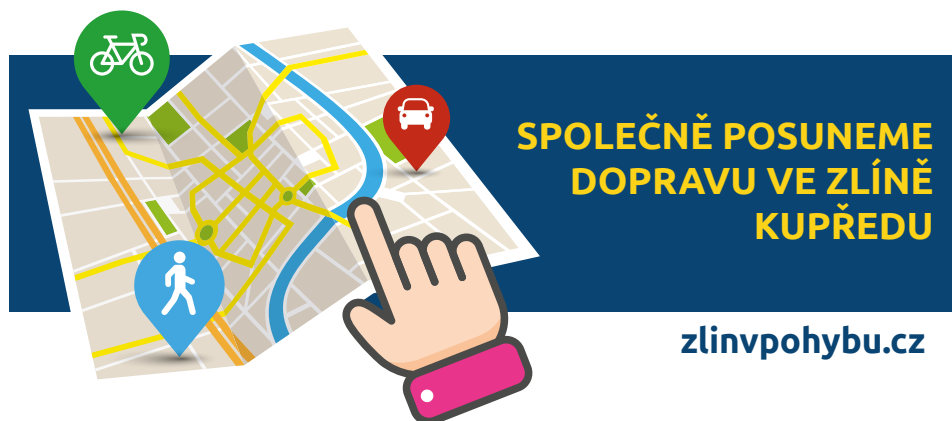 SPOLEČNĚ POSUNEME
DOPRAVU VE ZLÍNĚ
KUPŘEDU
zlinvpohybu.cz